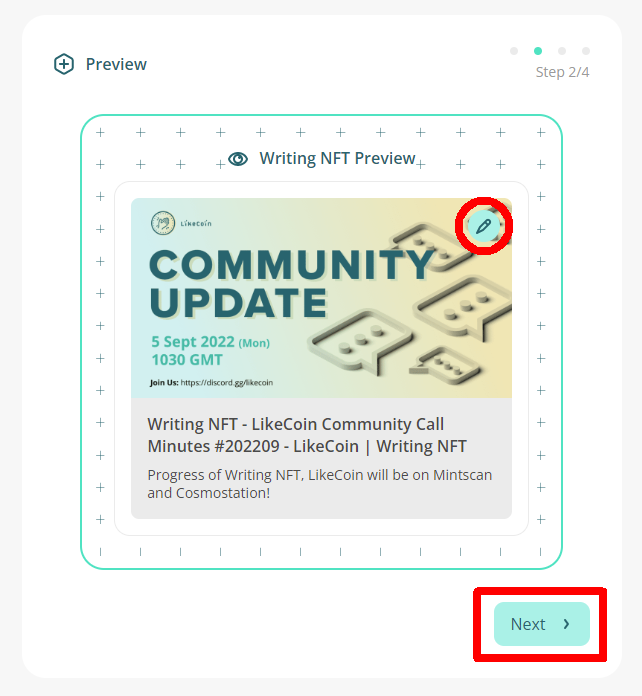 Preview
Step 2/4
Writing NFT Preview
LikeCoin
COMMUNITY
UPDATE
5 Sept 2022 (Mon)
1030 GMT
Join Us: https://discord.gg/likecoin
Writing NFT - LikeCoin Community Call
Minutes #202209 - LikeCoin | Writing NFT
Progress of Writing NFT, LikeCoin will be on Mintscan
and Cosmostation!
Next